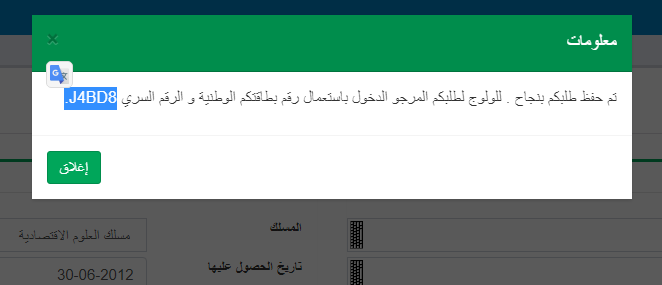 معلومات
×
تم حفظ طلبكم بنجاح . للولوج لطلبكم المرجو الدخول باستعمال رقم بطاقتكم الوطنية و الرقم السري J4BD8.
إغلاق
المسلك
مسلك العلوم الاقتصادية
تاريخ الحصول عليها
30-06-2012